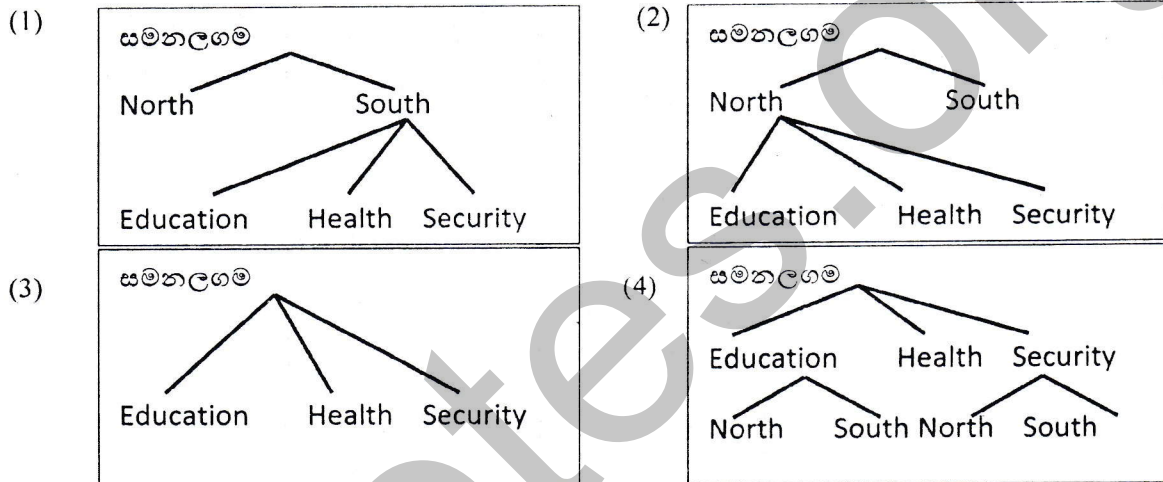 (1)
සමනලගම
North South
Education Health Security
(2)
සමනලගම
North South
Education Health Security
(3)
සමනලගම
Education Health Security
(4)
සමනලගම
Education Health Security
North South North South